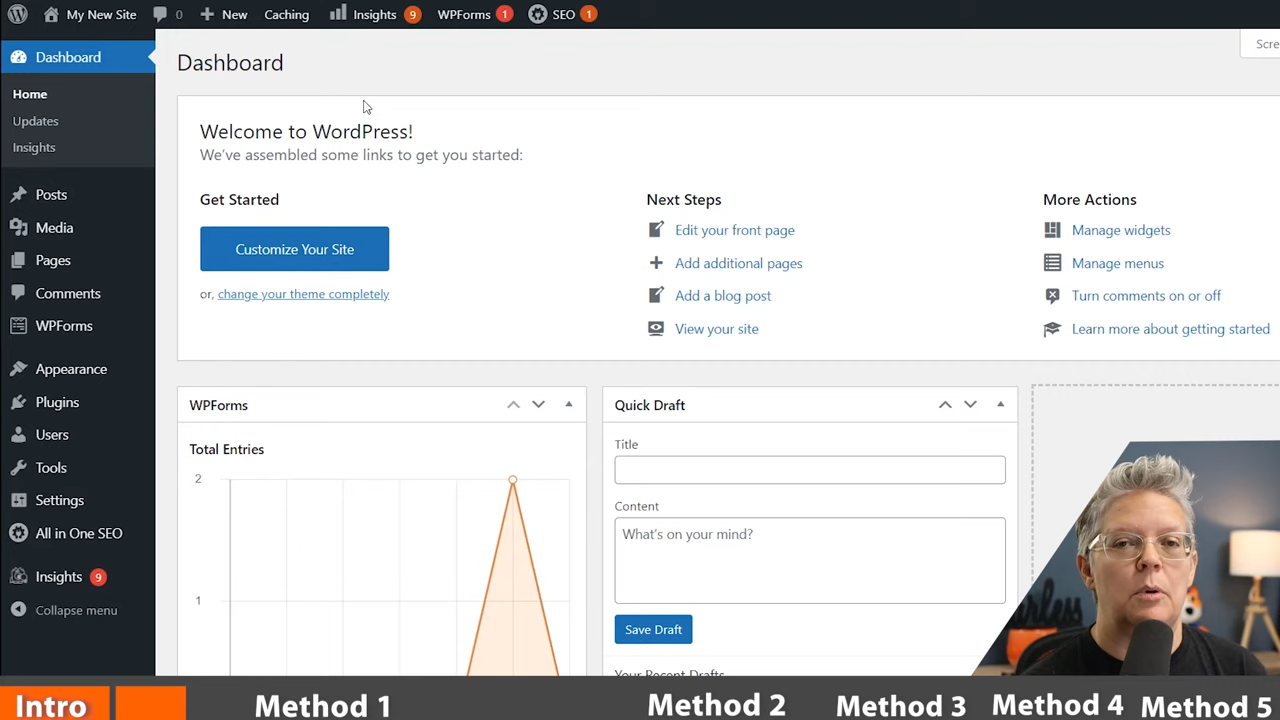 My New Site 0 New Caching Insights 9 WPForms 1 SEO 1
Dashboard
Home
Updates
Insights
Posts
Media
Pages
Comments
WPForms
Appearance
Plugins
Users
Tools
Settings
All in One SEO
Insights 9
Collapse menu
Dashboard
Scre
Welcome to WordPress!
We've assembled some links to get you started:
Get Started
Customize Your Site
or, change your theme completely
Next Steps
Edit your front page
Add additional pages
Add a blog post
View your site
More Actions
Manage widgets
Manage menus
Turn comments on or off
Learn more about getting started
WPForms
Total Entries
2
1
Quick Draft
Title
Content
What's on your mind?
Save Draft
Your Recent Drafts
Intro Method 1 Method 2 Method 3 Method 4 Method 5